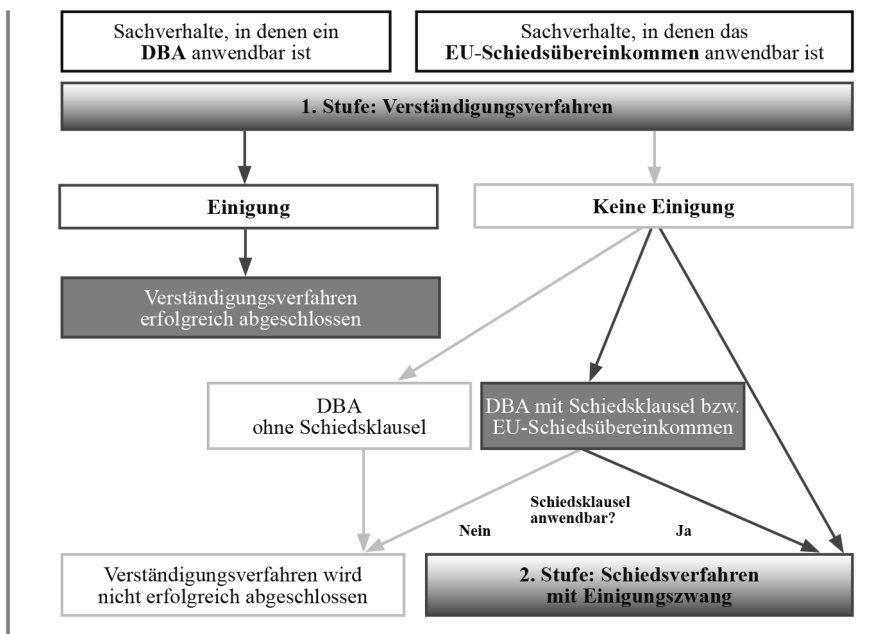 Sachverhalte, in denen ein
DBA anwendbar ist
Sachverhalte, in denen das
EU-Schiedsübereinkommen anwendbar ist
1. Stufe: Verständigungsverfahren
Einigung
Keine Einigung
Verständigungsverfahren
erfolgreich abgeschlossen
DBA
ohne Schiedsklausel
DBA mit Schiedsklausel bzw.
EU-Schiedsübereinkommen
Schiedsklausel
anwendbar?
Nein
Ja
Verständigungsverfahren wird
nicht erfolgreich abgeschlossen
2. Stufe: Schiedsverfahren
mit Einigungszwang